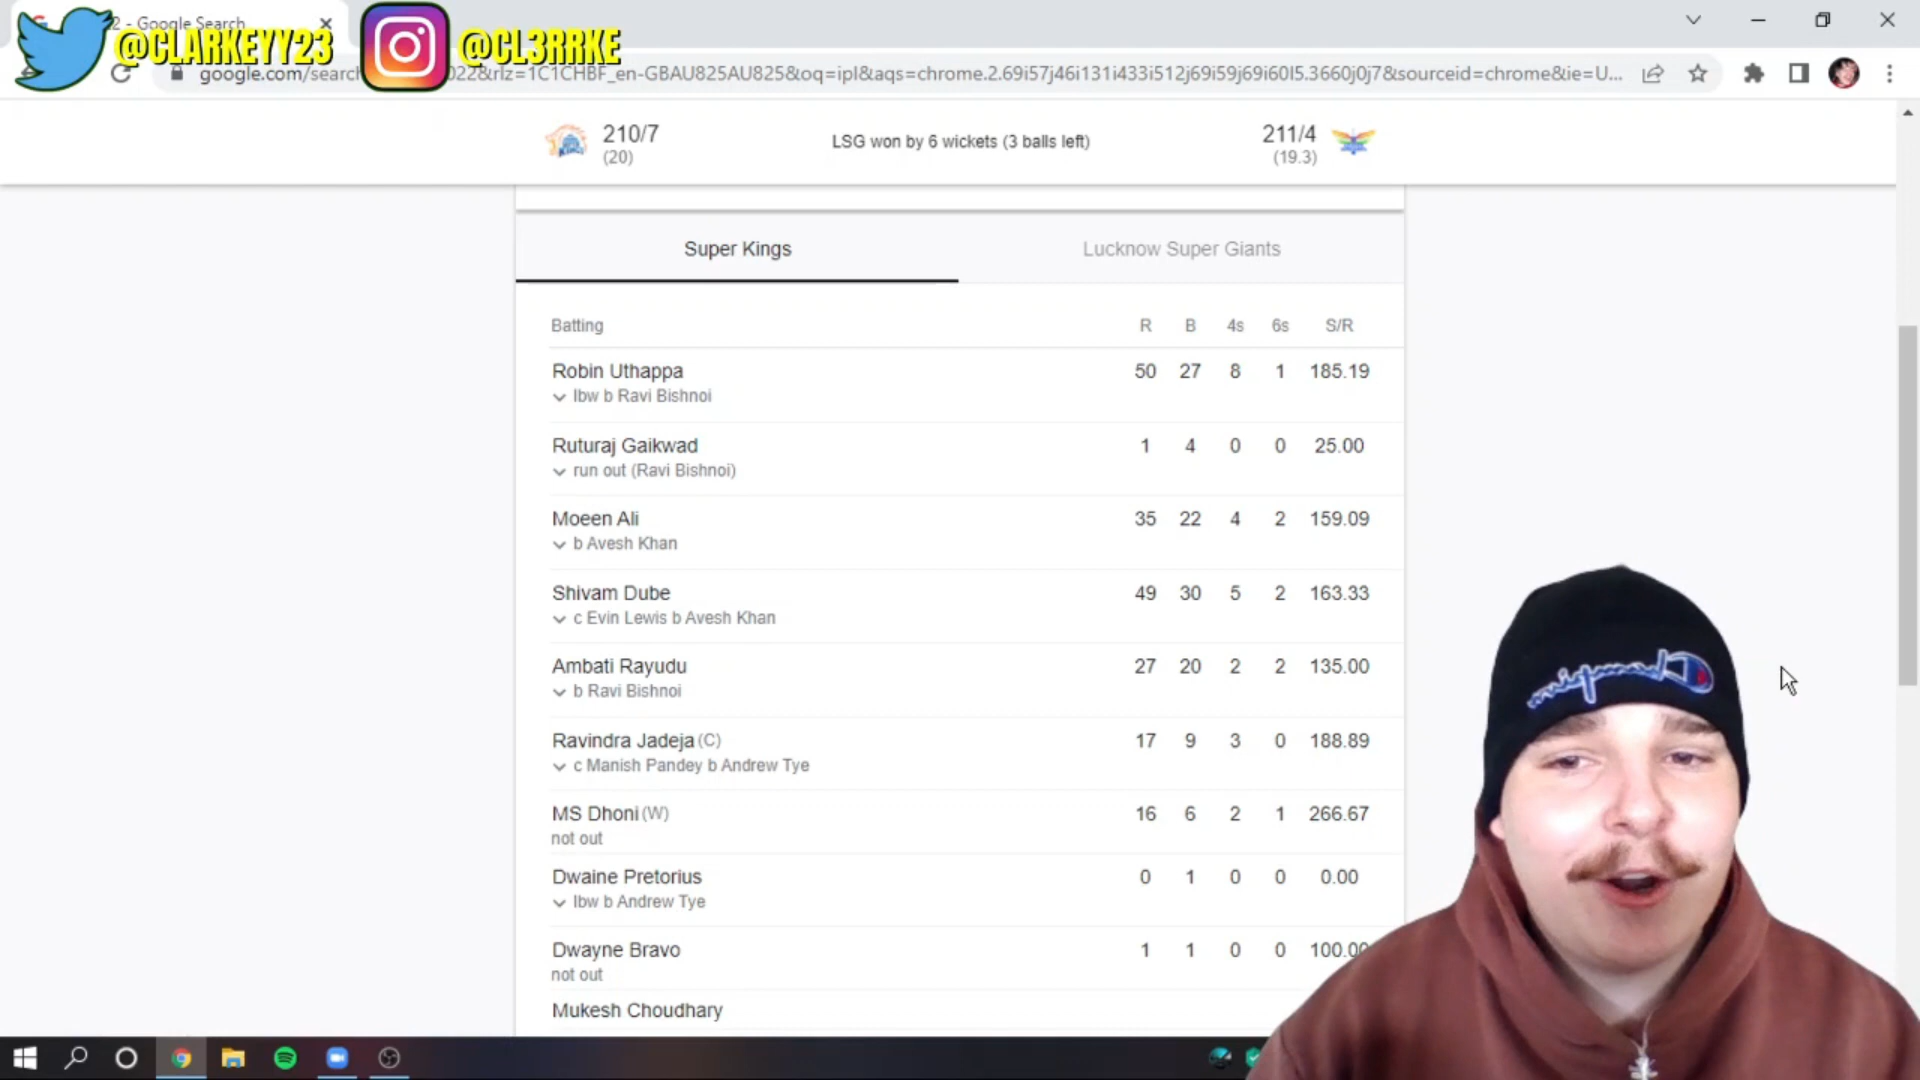 2 - Google Search
@CLARKEYY23
@CL3RRKE
google.com/search 022&rlz=1C1CHBF_en-GBAU825AU825&oq=ipl&aqs=chrome.2.69i57j46i131i433i512j69i59j69i60l5.3660j0j7&sourceid=chrome&ie=U...
210/7
(20)
LSG won by 6 wickets (3 balls left)
211/4
(19.3)
Super Kings
Lucknow Super Giants
Batting R B 4s 6s S/R
Robin Uthappa 50 27 8 1 185.19
lbw b Ravi Bishnoi
Ruturaj Gaikwad 1 4 0 0 25.00
run out (Ravi Bishnoi)
Moeen Ali 35 22 4 2 159.09
b Avesh Khan
Shivam Dube 49 30 5 2 163.33
c Evin Lewis b Avesh Khan
Ambati Rayudu 27 20 2 2 135.00
b Ravi Bishnoi
Ravindra Jadeja (C) 17 9 3 0 188.89
c Manish Pandey b Andrew Tye
MS Dhoni (W) 16 6 2 1 266.67
not out
Dwaine Pretorius 0 1 0 0 0.00
lbw b Andrew Tye
Dwayne Bravo 1 1 0 0 100.00
not out
Mukesh Choudhary
Champion